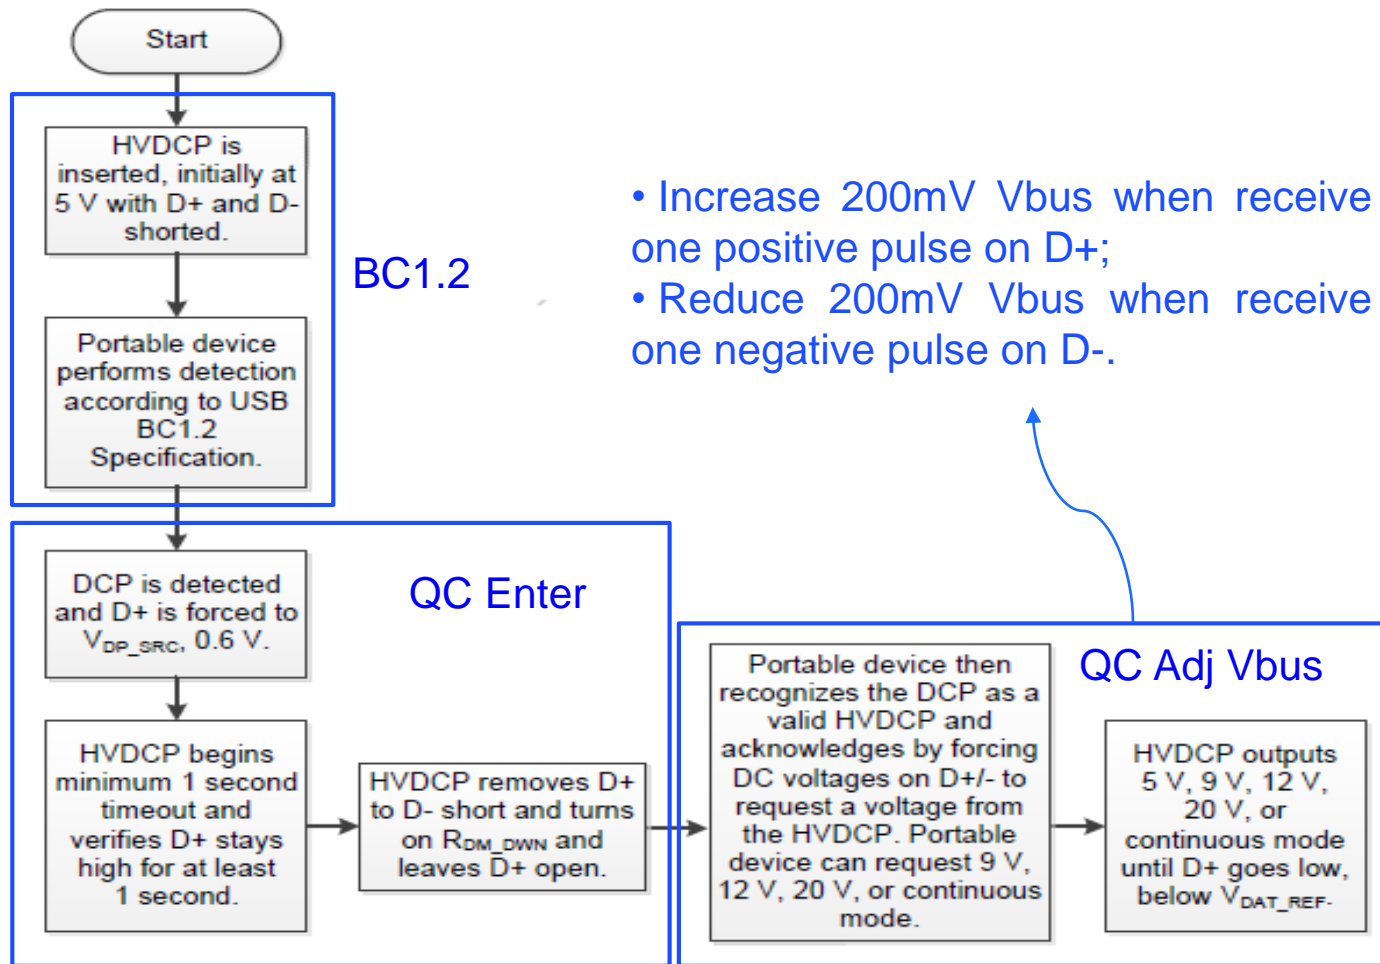 Start
HVDCP is
inserted, initially at
5 V with D+ and D-
shorted.
BC1.2
Portable device
performs detection
according to USB
BC1.2
Specification.
• Increase 200mV Vbus when receive
one positive pulse on D+;
• Reduce 200mV Vbus when receive
one negative pulse on D-.
QC Enter
DCP is detected
and D+ is forced to
V_DP_SRC, 0.6 V.
HVDCP begins
minimum 1 second
timeout and
verifies D+ stays
high for at least
1 second.
HVDCP removes D+
to D- short and turns
on R_DM_DWN and
leaves D+ open.
QC Adj Vbus
Portable device then
recognizes the DCP as a
valid HVDCP and
acknowledges by forcing
DC voltages on D+/- to
request a voltage from
the HVDCP. Portable
device can request 9 V,
12 V, 20 V, or continuous
mode.
HVDCP outputs
5 V, 9 V, 12 V,
20 V, or
continuous mode
until D+ goes low,
below V_DAT_REF.